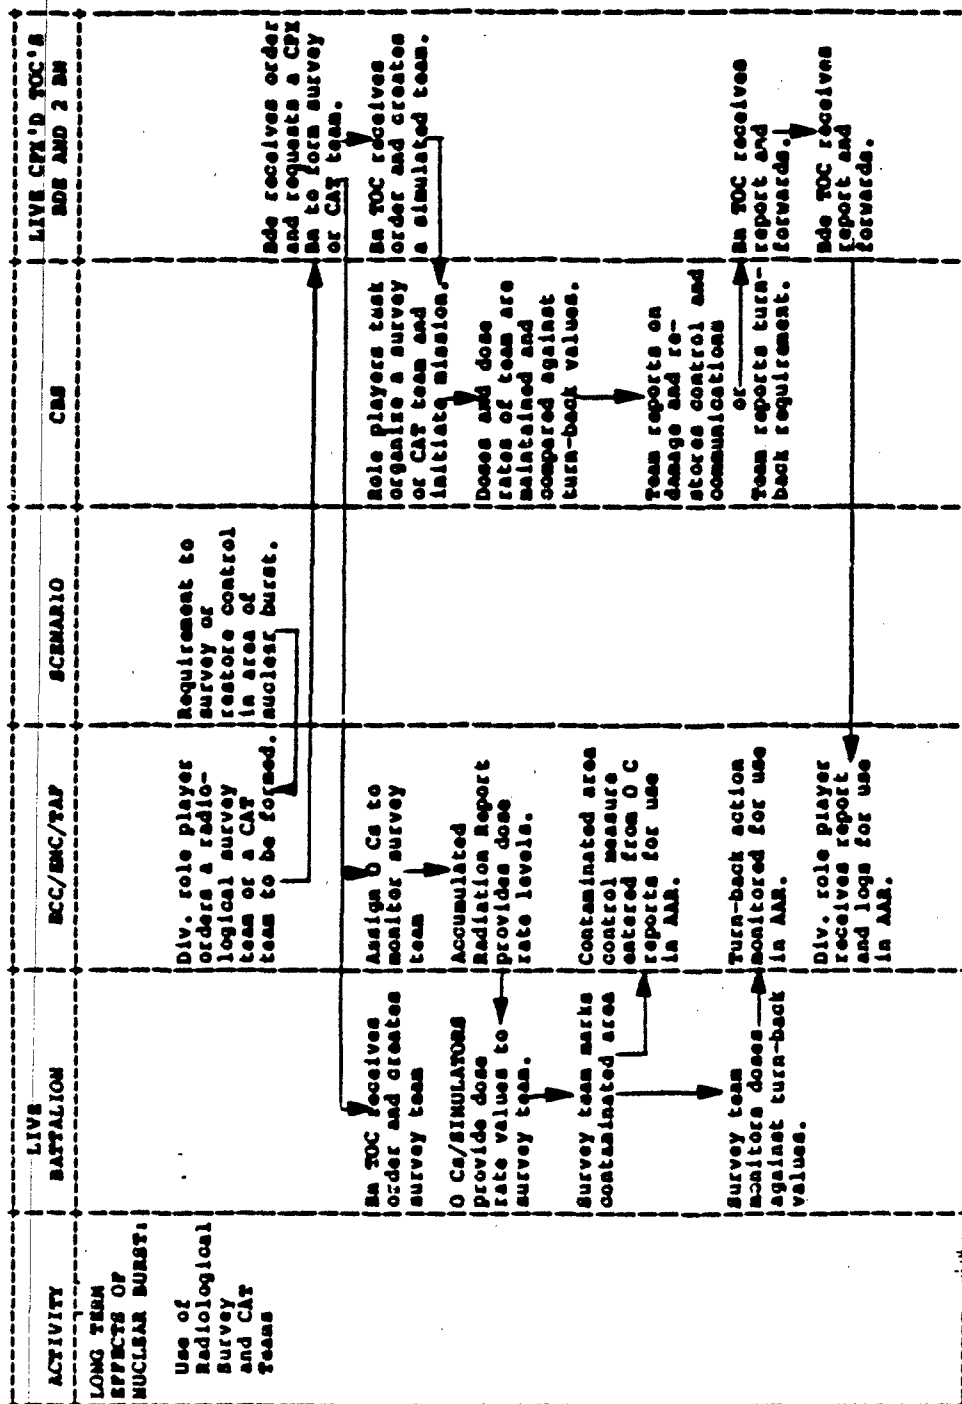 ACTIVITY
LIVE
BATTALION
ECC/EMC/TAF
SCENARIO
CBS
LIVE CPX'D TOC'S
BDE AND 2 BN
LONG TERM
EFFECTS OF
NUCLEAR BURST:
Use of
Radiological
Survey
and CAT
Teams
Bn TOC receives
order and creates
survey team
O Cs/SIMULATORS
provide dose
rate values to
survey team.
Survey team marks
contaminated area
Survey team
monitors doses
against turn-back
values.
Div. role player
orders a radio-
logical survey
team or a CAT
team to be formed.
Assign O Cs to
monitor survey
team
Accumulated
Radiation Report
provides dose
rate levels.
Contaminated area
control measure
entered from O C
reports for use
in AAR.
Turn-back action
monitored for use
in AAR.
Div. role player
receives report
and logs for use
in AAR.
Requirement to
survey or
restore control
in area of
nuclear burst.
Role players task
organize a survey
or CAT team and
initiate mission.
Doses and dose
rates of team are
maintained and
compared against
turn-back values.
Team reports on
damage and re-
stores control and
communications
or
Team reports turn-
back requirement.
Bde receives order
and requests a CPX
Bn to form survey
or CAT team.
Bn TOC receives
order and creates
a simulated team.
Bn TOC receives
report and
forwards.
Bde TOC receives
report and
forwards.